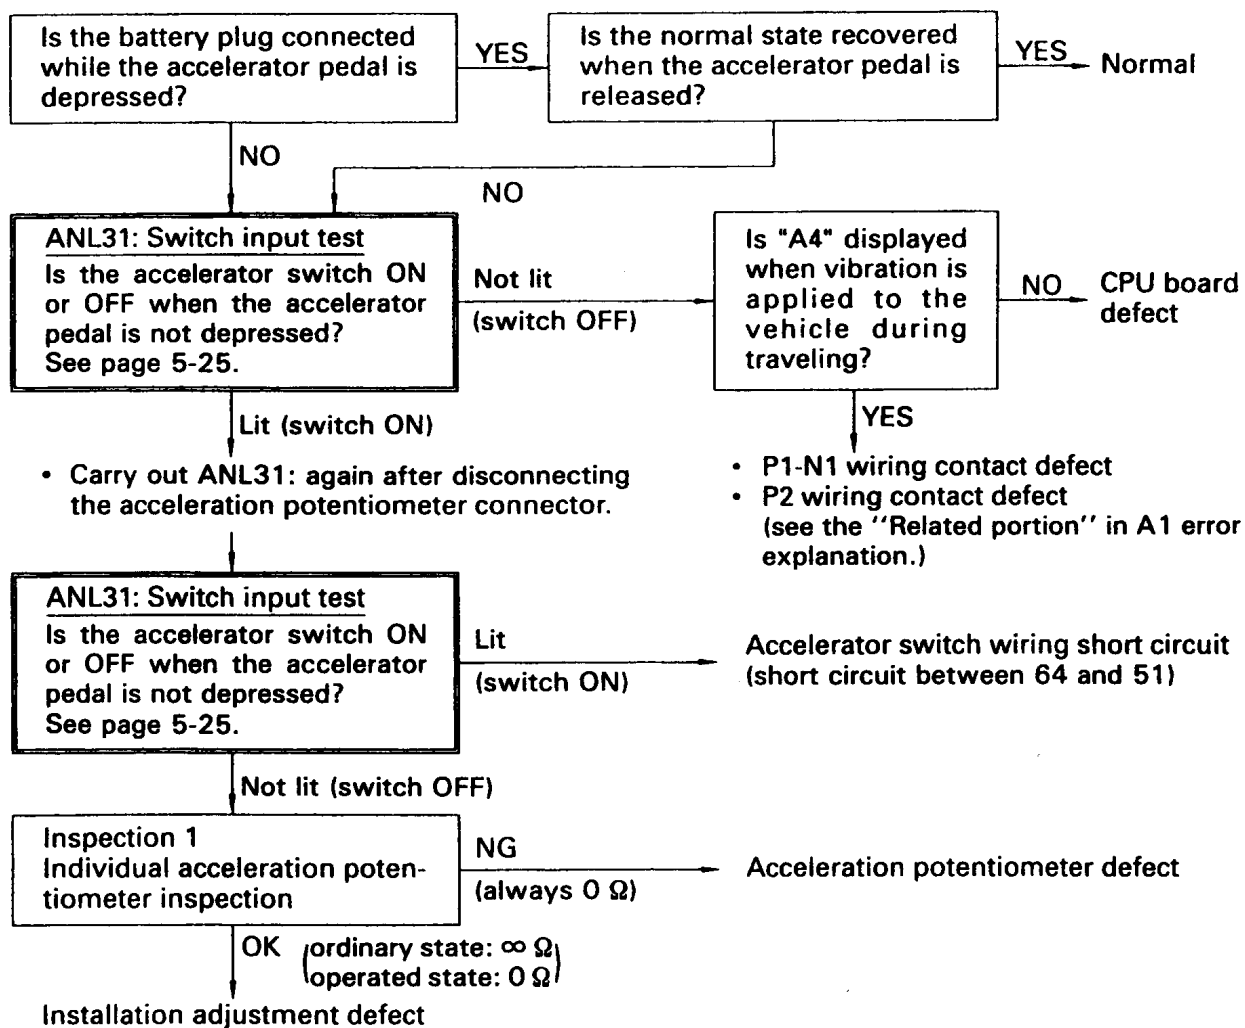 Is the battery plug connected
while the accelerator pedal is
depressed?
YES
Is the normal state recovered
when the accelerator pedal is
released?
YES
Normal
NO
NO
ANL31: Switch input test
Is the accelerator switch ON
or OFF when the accelerator
pedal is not depressed?
See page 5-25.
Not lit
(switch OFF)
Is "A4" displayed
when vibration is
applied to the
vehicle during
traveling?
NO
CPU board
defect
Lit (switch ON)
YES
• Carry out ANL31: again after disconnecting
the acceleration potentiometer connector.
• P1-N1 wiring contact defect
• P2 wiring contact defect
(see the ''Related portion'' in A1 error
explanation.)
ANL31: Switch input test
Is the accelerator switch ON
or OFF when the accelerator
pedal is not depressed?
See page 5-25.
Lit
(switch ON)
Accelerator switch wiring short circuit
(short circuit between 64 and 51)
Not lit (switch OFF)
Inspection 1
Individual acceleration poten-
tiometer inspection
NG
(always 0 Ω)
Acceleration potentiometer defect
OK
(ordinary state: ∞ Ω
operated state: 0 Ω)
Installation adjustment defect